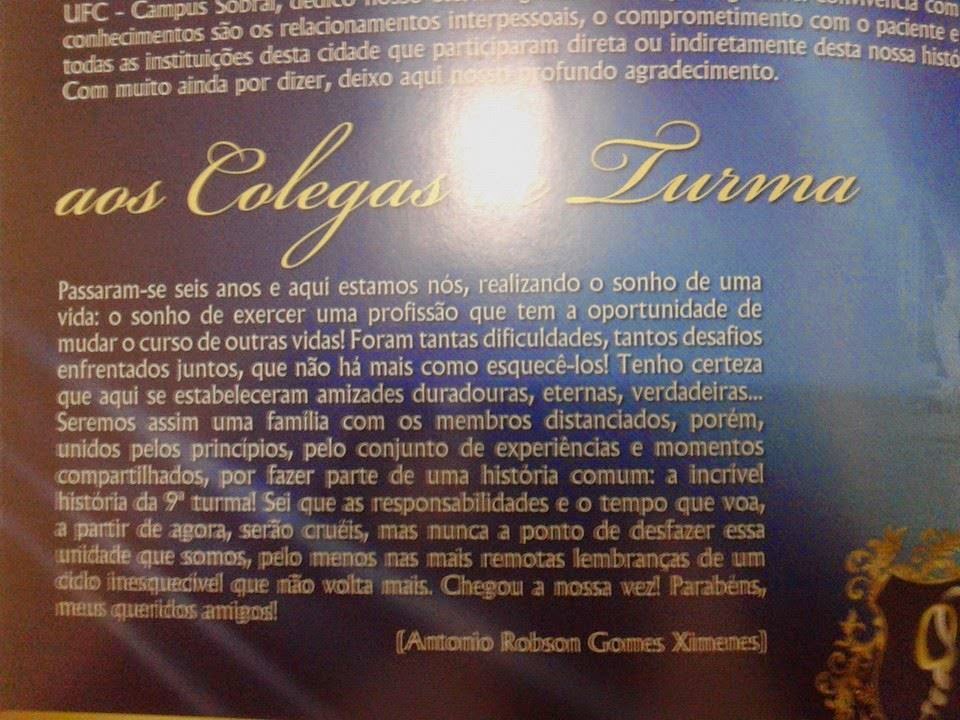 UFC - Campus Sobral, dedico nosso convivência com
conhecimentos são os relacionamentos interpessoais, o comprometimento com o paciente e
todas as instituições desta cidade que participaram direta ou indiretamente desta nossa histó
Com muito ainda por dizer, deixo aqui nosso profundo agradecimento.
aos Colegas de Turma
Passaram-se seis anos e aqui estamos nós, realizando o sonho de uma
vida: o sonho de exercer uma profissão que tem a oportunidade de
mudar o curso de outras vidas! Foram tantas dificuldades, tantos desafios
enfrentados juntos, que não há mais como esquecê-los! Tenho certeza
que aqui se estabeleceram amizades duradouras, eternas, verdadeiras...
Seremos assim uma família com os membros distanciados, porém,
unidos pelos princípios, pelo conjunto de experiências e momentos
compartilhados, por fazer parte de uma história comum: a incrível
história da 9ª turma! Sei que as responsabilidades e o tempo que voa,
a partir de agora, serão cruéis, mas nunca a ponto de desfazer essa
unidade que somos, pelo menos nas mais remotas lembranças de um
ciclo inesquecível que não volta mais. Chegou a nossa vez! Parabéns,
meus queridos amigos!
[Antonio Robson Gomes Ximenes]